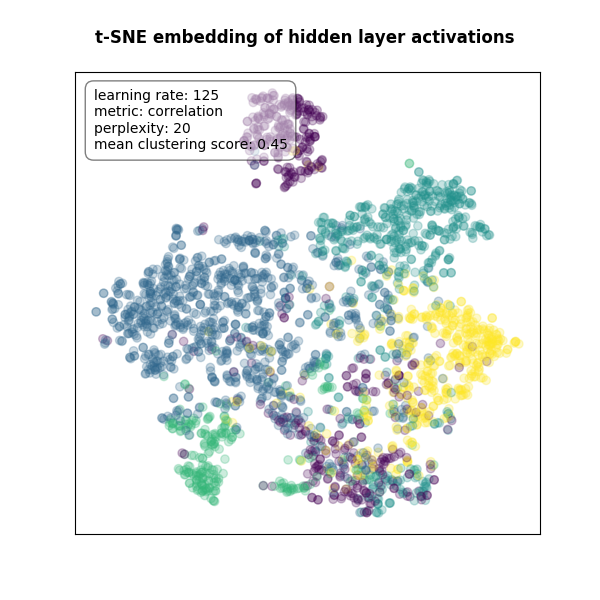 t-SNE embedding of hidden layer activations
learning rate: 125
metric: correlation
perplexity: 20
mean clustering score: 0.45